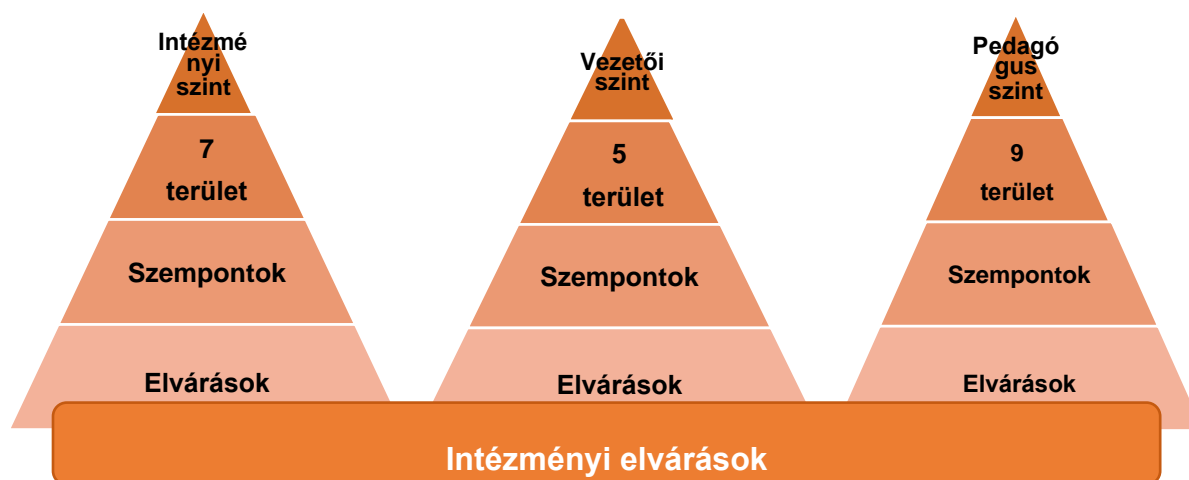 Intézmé
nyi
szint
7
terület
Szempontok
Elvárások
Vezetői
szint
5
terület
Szempontok
Elvárások
Pedagó
gus
szint
9
terület
Szempontok
Elvárások
Intézményi elvárások